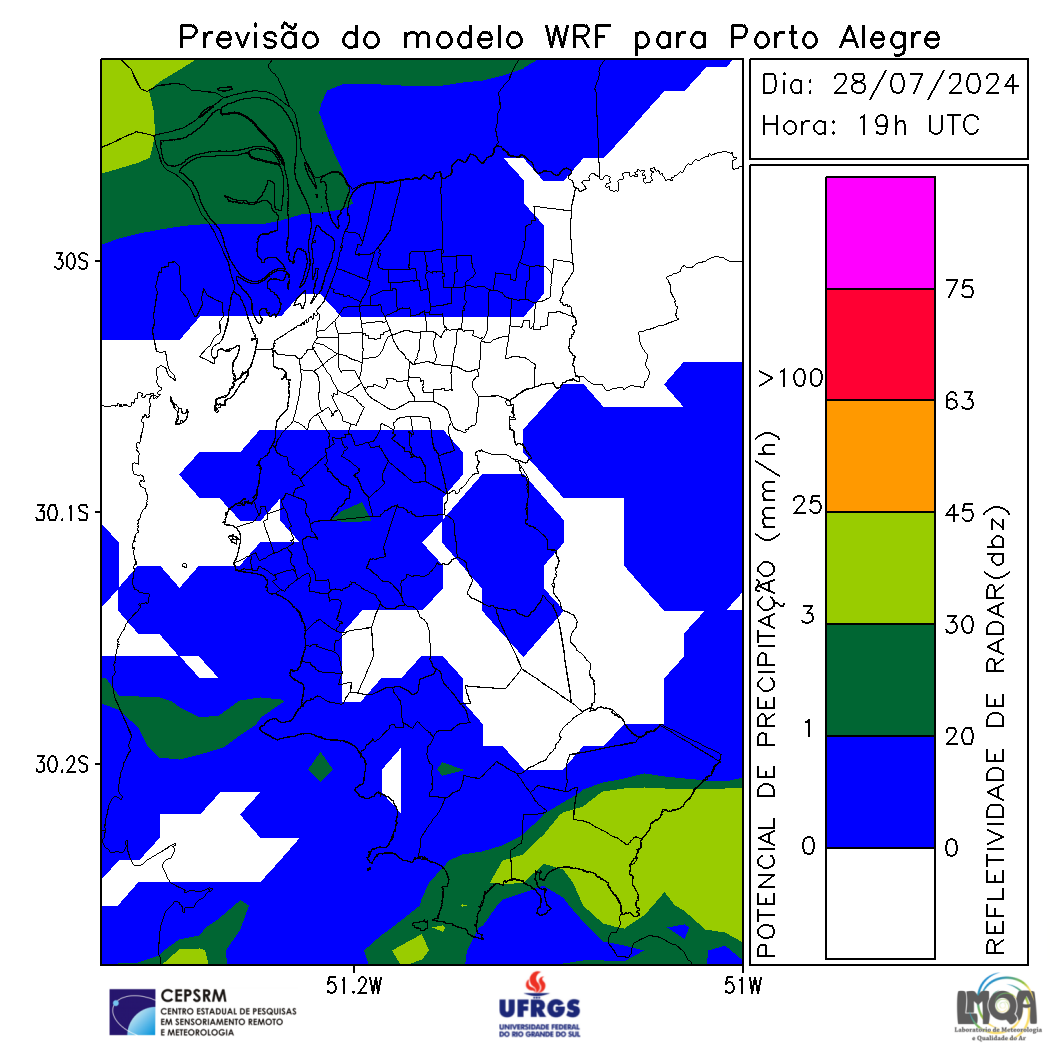 Previsão do modelo WRF para Porto Alegre
Dia: 28/07/2024
Hora: 19h UTC
30S
30.1S
30.2S
51.2W
51W
POTENCIAL DE PRECIPITAÇÃO (mm/h)
>100
25
3
1
0
75
63
45
30
20
0
REFLETIVIDADE DE RADAR(dbz)
CEPSRM
CENTRO ESTADUAL DE PESQUISAS
EM SENSORIAMENTO REMOTO
E METEOROLOGIA
UFRGS
UNIVERSIDADE FEDERAL
DO RIO GRANDE DO SUL
LMQA
Laboratório de Meteorologia
e Qualidade do Ar